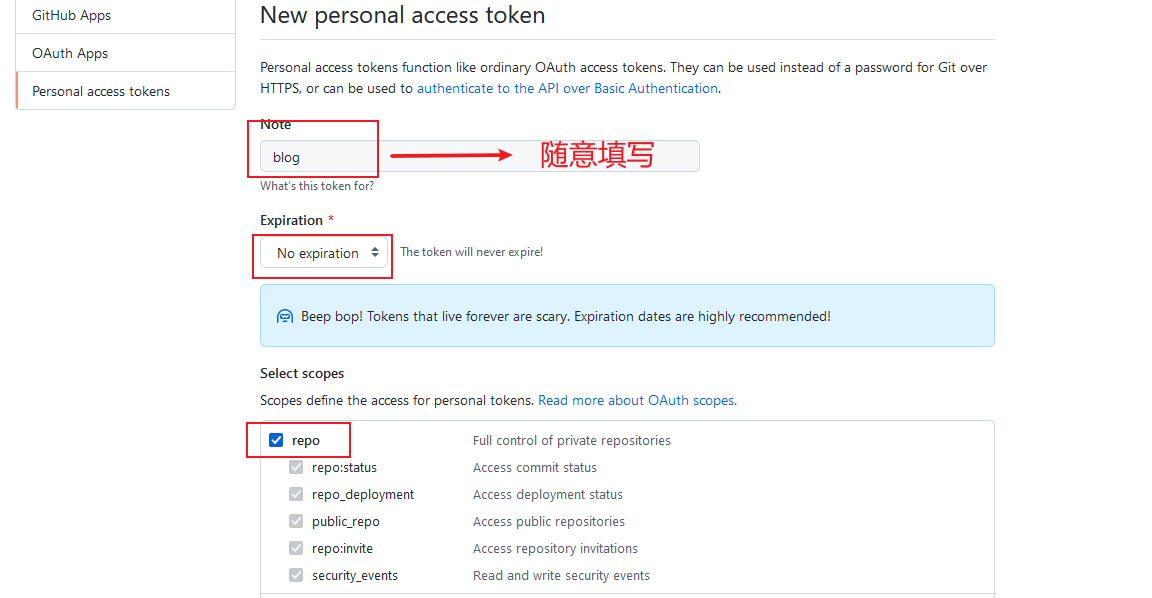 GitHub Apps
OAuth Apps
Personal access tokens
New personal access token
Personal access tokens function like ordinary OAuth access tokens. They can be used instead of a password for Git over
HTTPS, or can be used to authenticate to the API over Basic Authentication.
Note
blog
随意填写
What's this token for?
Expiration *
No expiration
The token will never expire!
Beep bop! Tokens that live forever are scary. Expiration dates are highly recommended!
Select scopes
Scopes define the access for personal tokens. Read more about OAuth scopes.
repo Full control of private repositories
repo:status Access commit status
repo_deployment Access deployment status
public_repo Access public repositories
repo:invite Access repository invitations
security_events Read and write security events